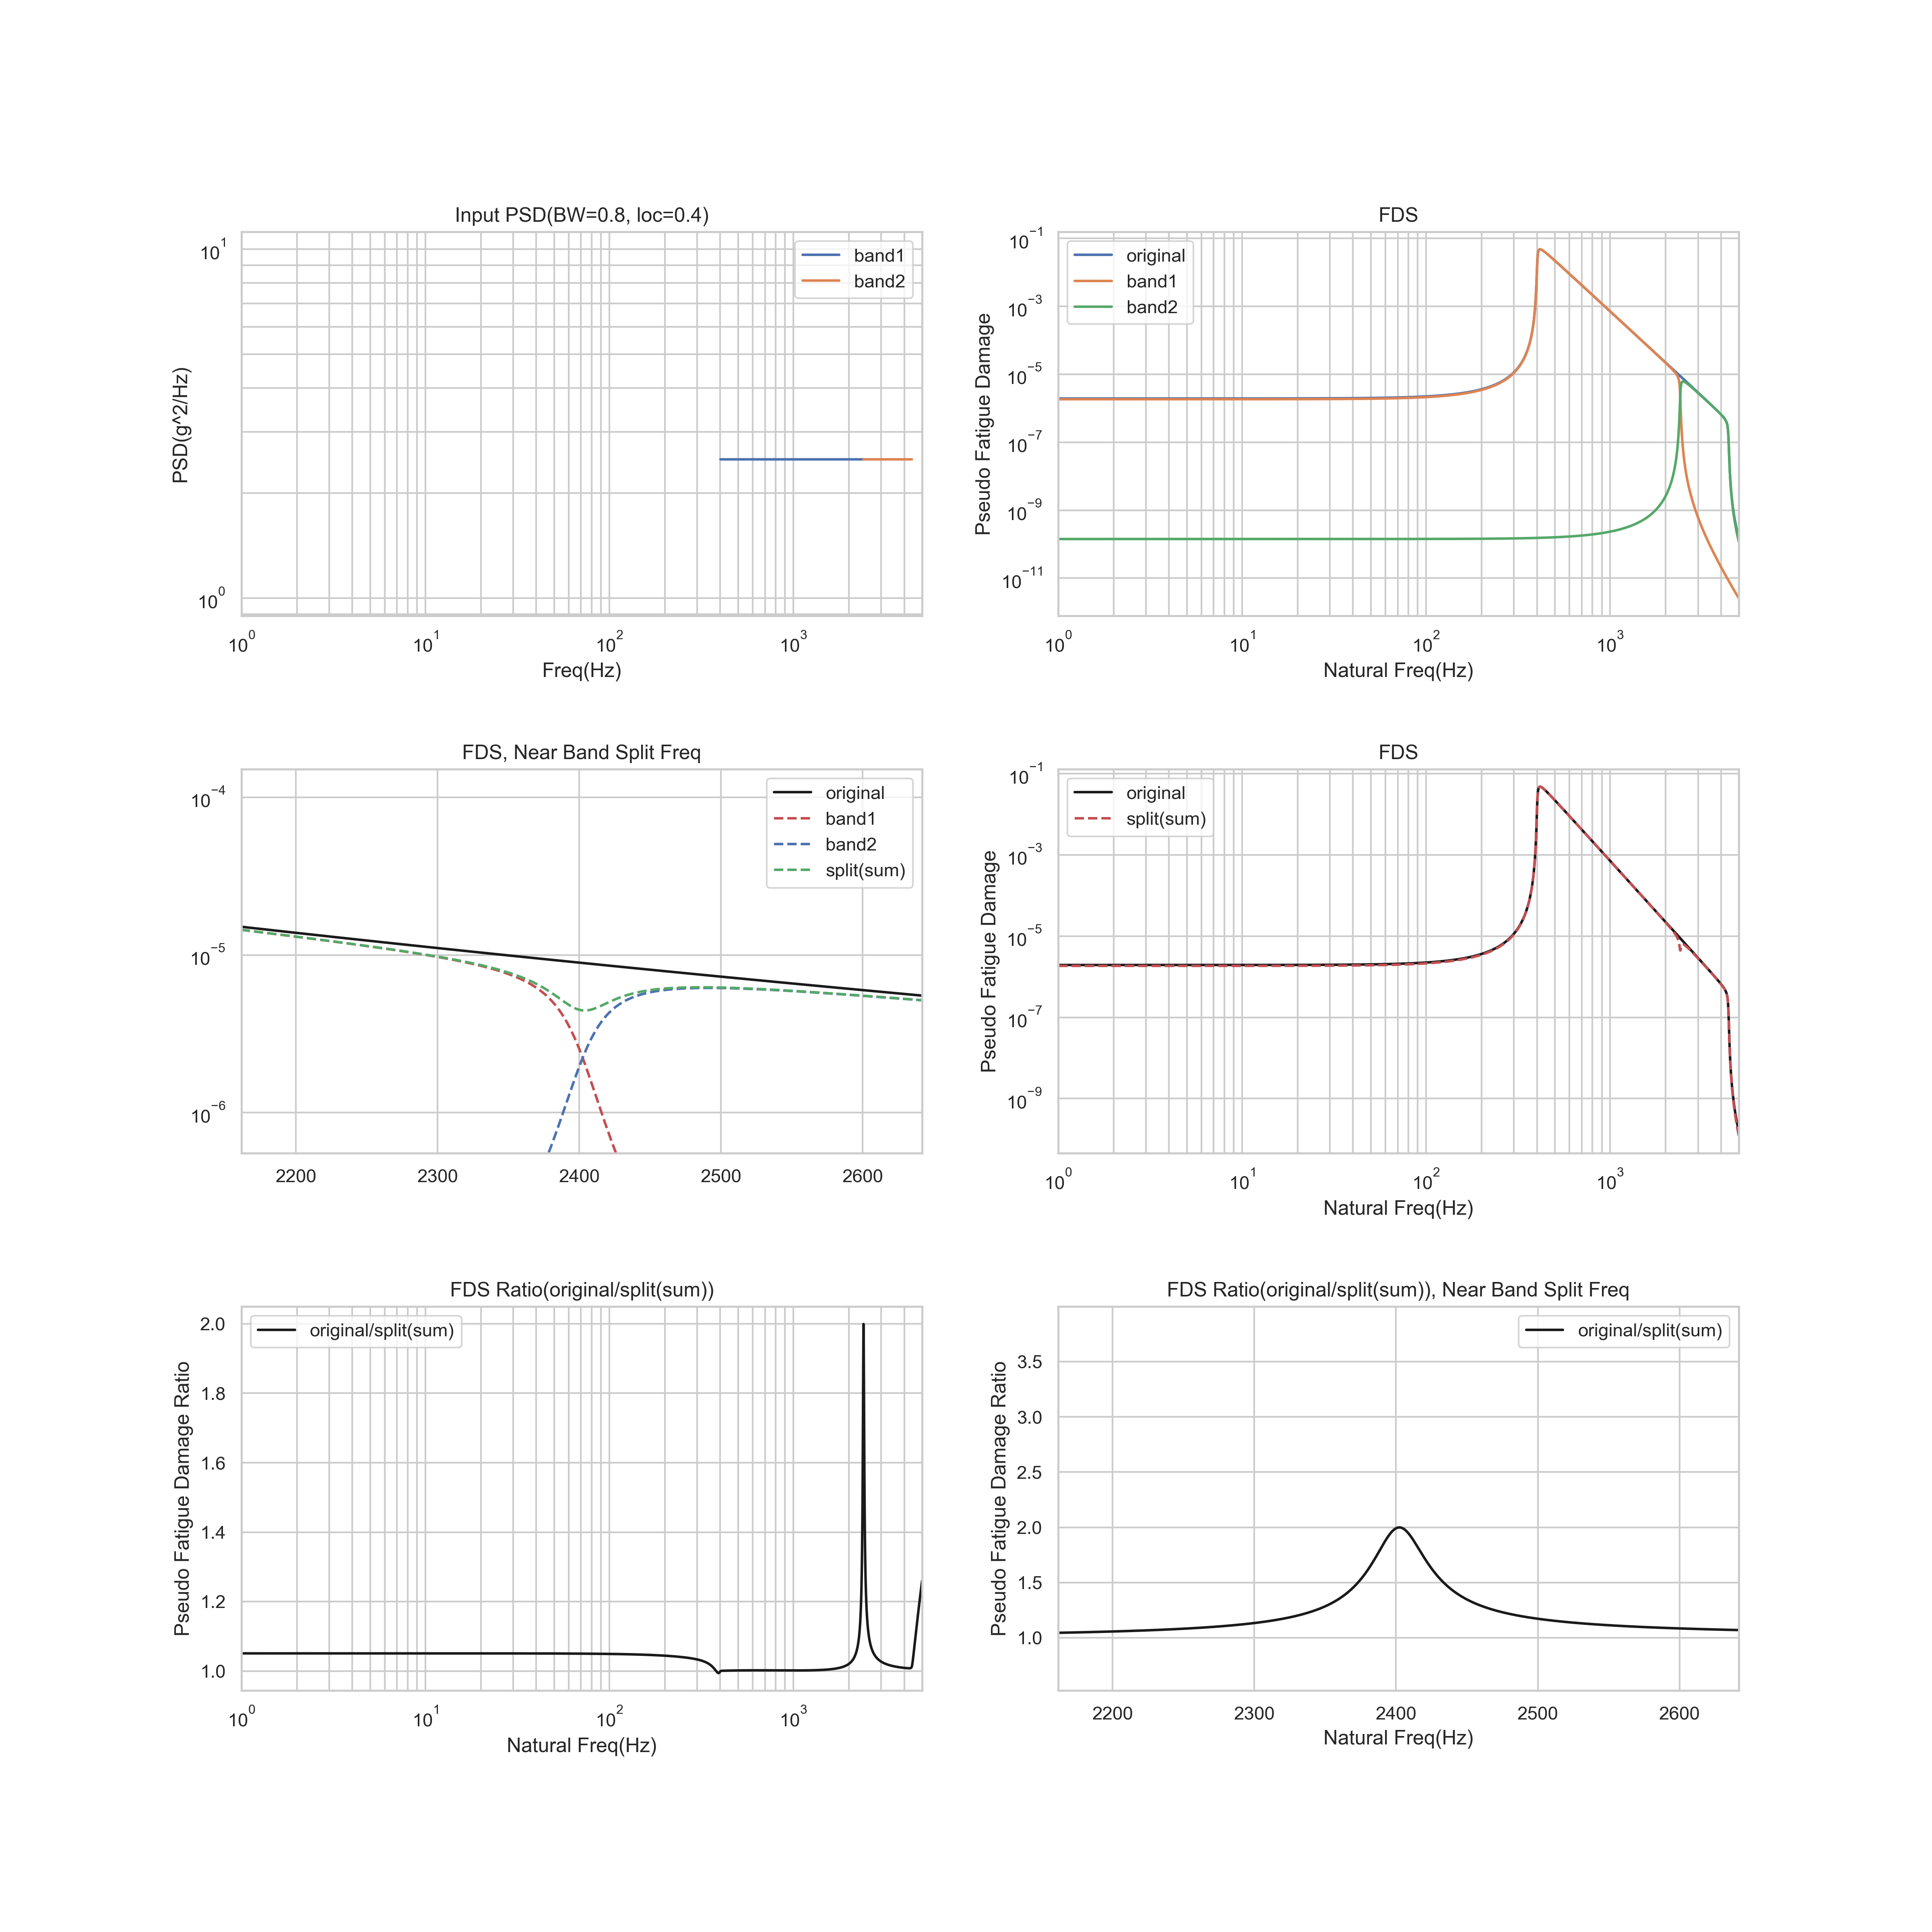 Input PSD(BW=0.8, loc=0.4)
PSD(g^2/Hz)
10^1
10^0
band1
band2
10^0 10^1 10^2 10^3
Freq(Hz)
FDS
Pseudo Fatigue Damage
10^−1
10^−3
10^−5
10^−7
10^−9
10^−11
original
band1
band2
10^0 10^1 10^2 10^3
Natural Freq(Hz)
FDS, Near Band Split Freq
10^−4
10^−5
10^−6
original
band1
band2
split(sum)
2200 2300 2400 2500 2600
FDS
Pseudo Fatigue Damage
10^−1
10^−3
10^−5
10^−7
10^−9
original
split(sum)
10^0 10^1 10^2 10^3
Natural Freq(Hz)
FDS Ratio(original/split(sum))
Pseudo Fatigue Damage Ratio
2.0
1.8
1.6
1.4
1.2
1.0
original/split(sum)
10^0 10^1 10^2 10^3
Natural Freq(Hz)
FDS Ratio(original/split(sum)), Near Band Split Freq
Pseudo Fatigue Damage Ratio
3.5
3.0
2.5
2.0
1.5
1.0
original/split(sum)
2200 2300 2400 2500 2600
Natural Freq(Hz)